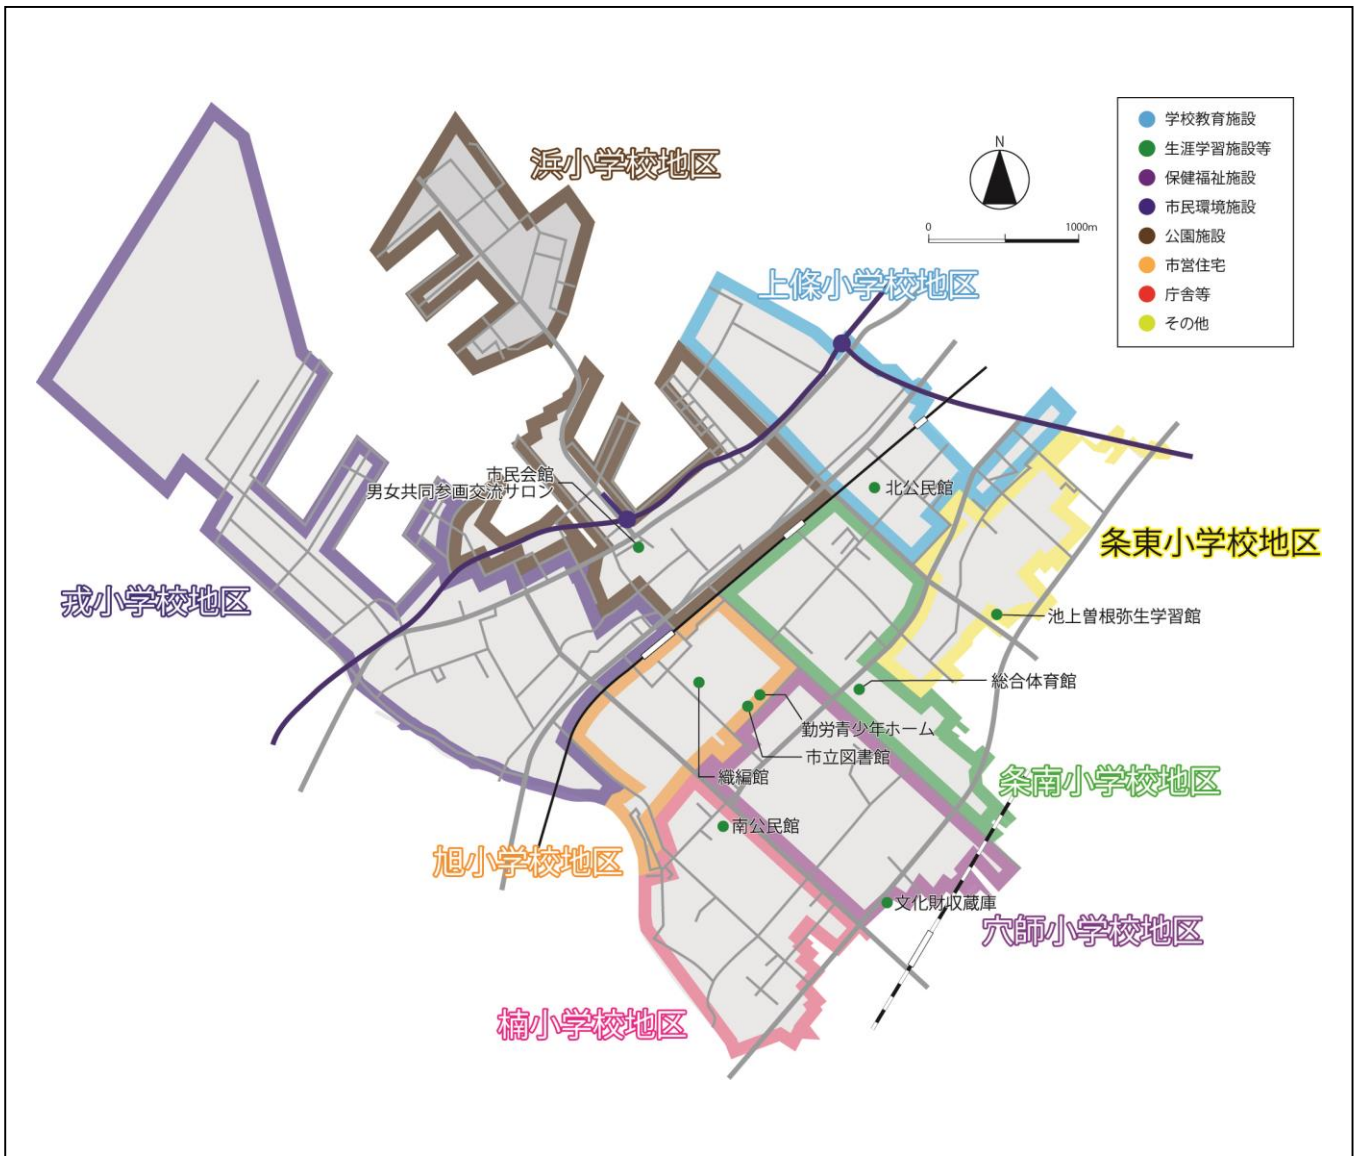 学校教育施設
生涯学習施設等
保健福祉施設
市民環境施設
公園施設
市営住宅
庁舎等
その他
N
0
1000m
浜小学校地区
上條小学校地区
市民会館
男女共同参画交流サロン
北公民館
条東小学校地区
戎小学校地区
池上曽根弥生学習館
総合体育館
勤労青少年ホーム
市立図書館
織編館
条南小学校地区
南公民館
旭小学校地区
文化財収蔵庫
穴師小学校地区
楠小学校地区